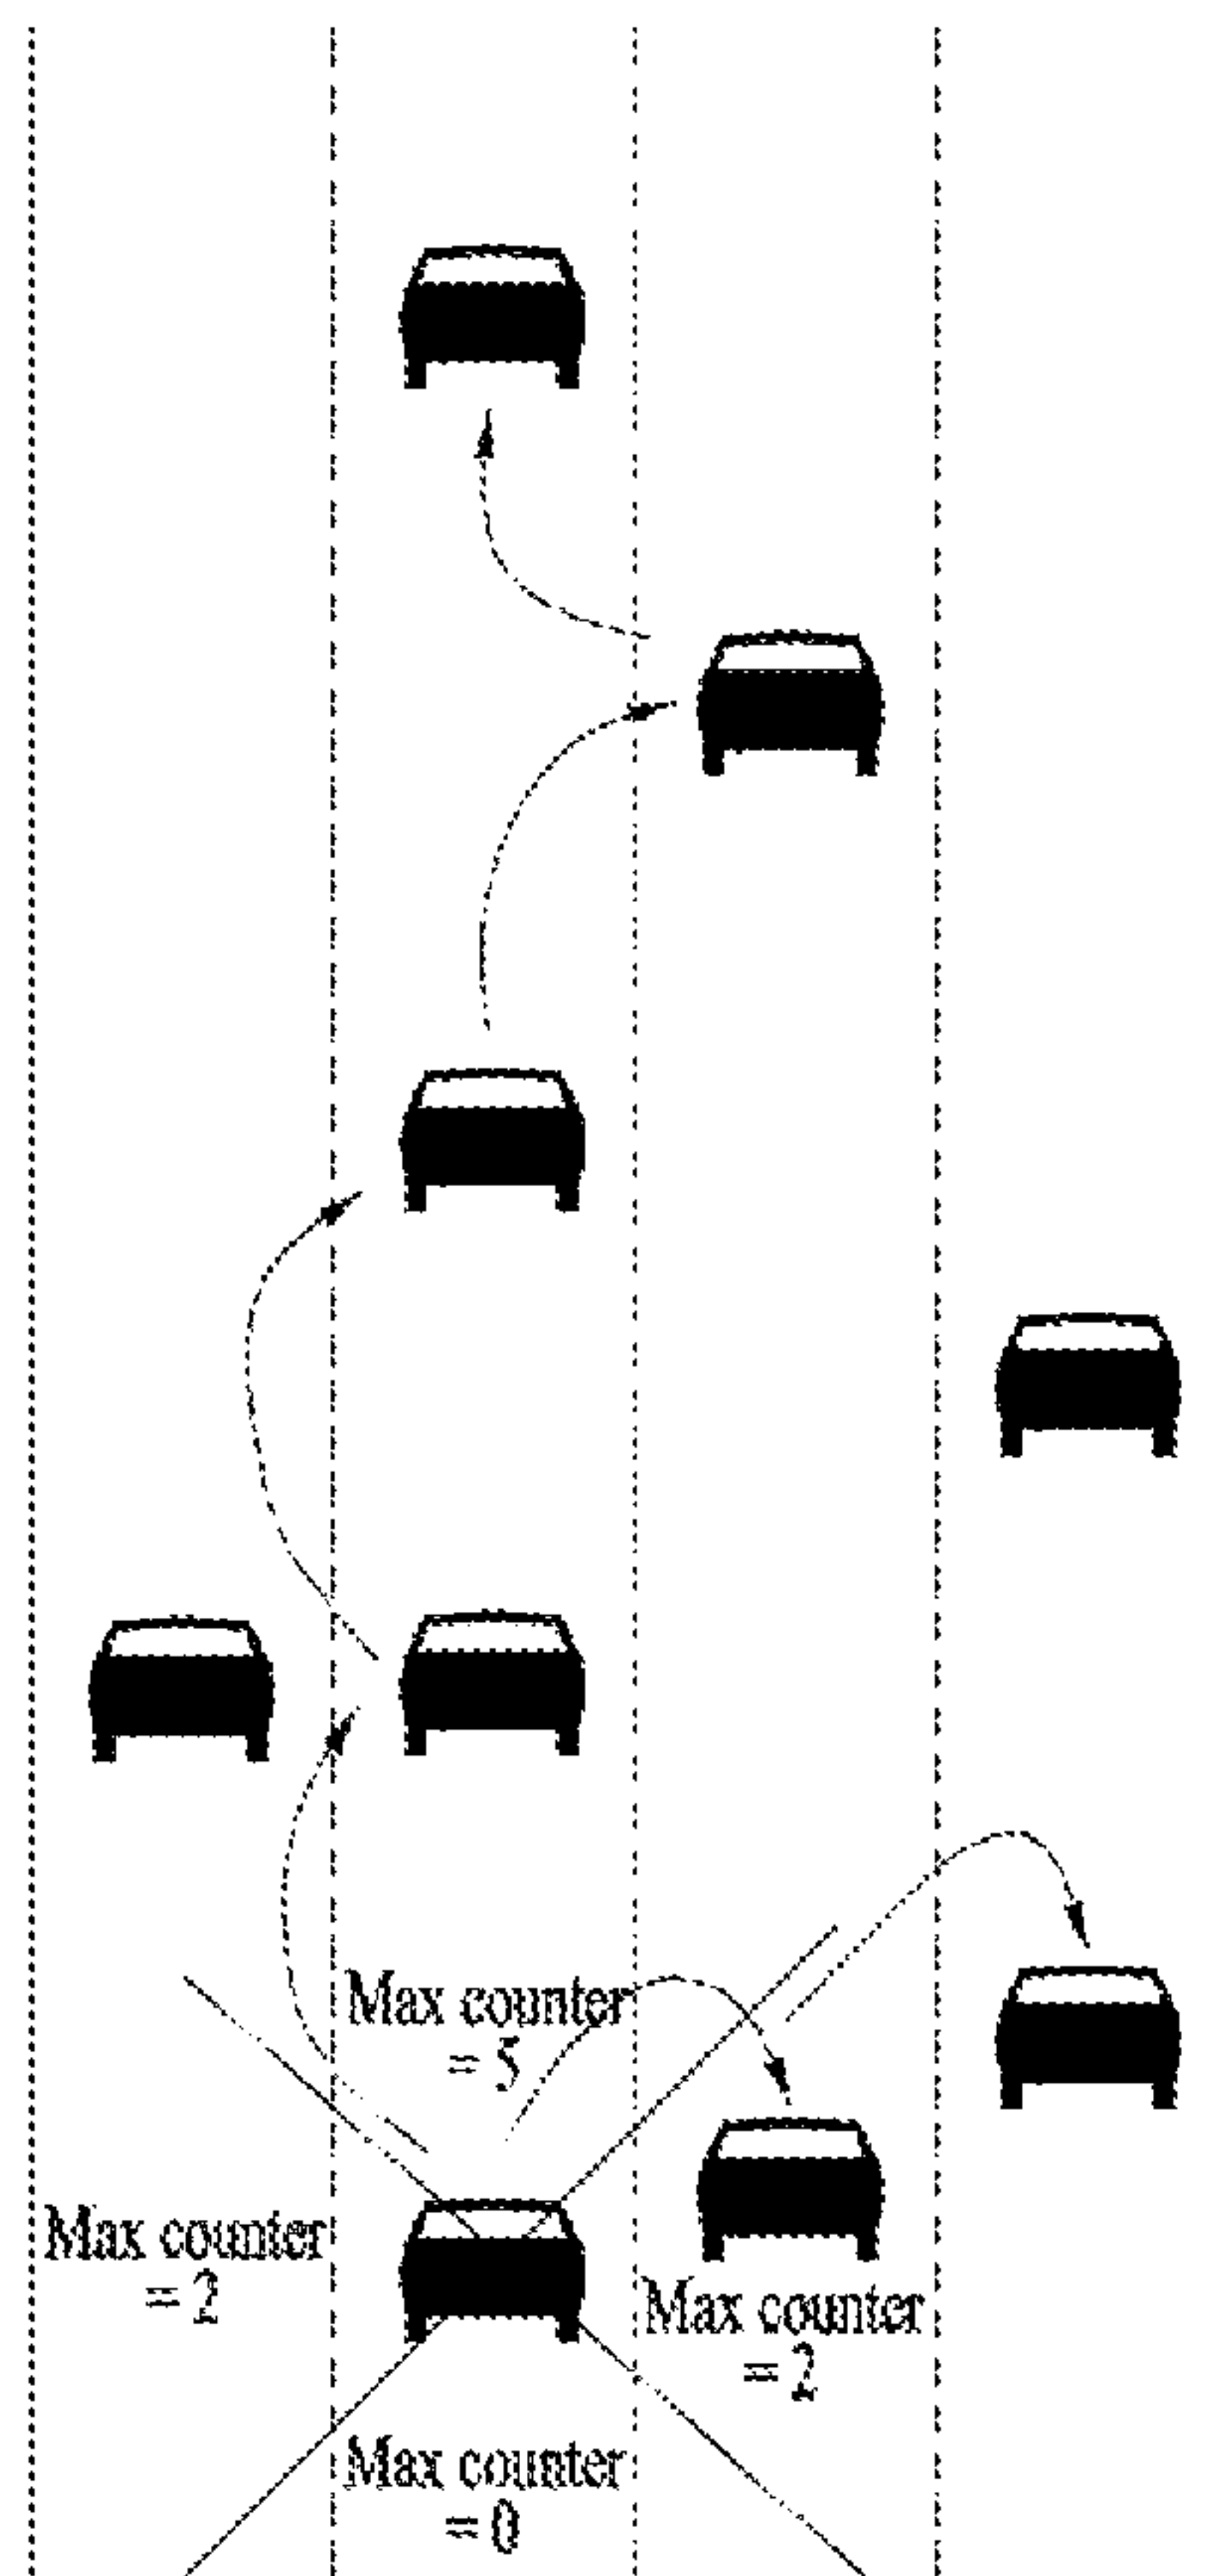 Max counter
= 5
Max counter
= 2
Max counter
= 2
Max counter
= 0